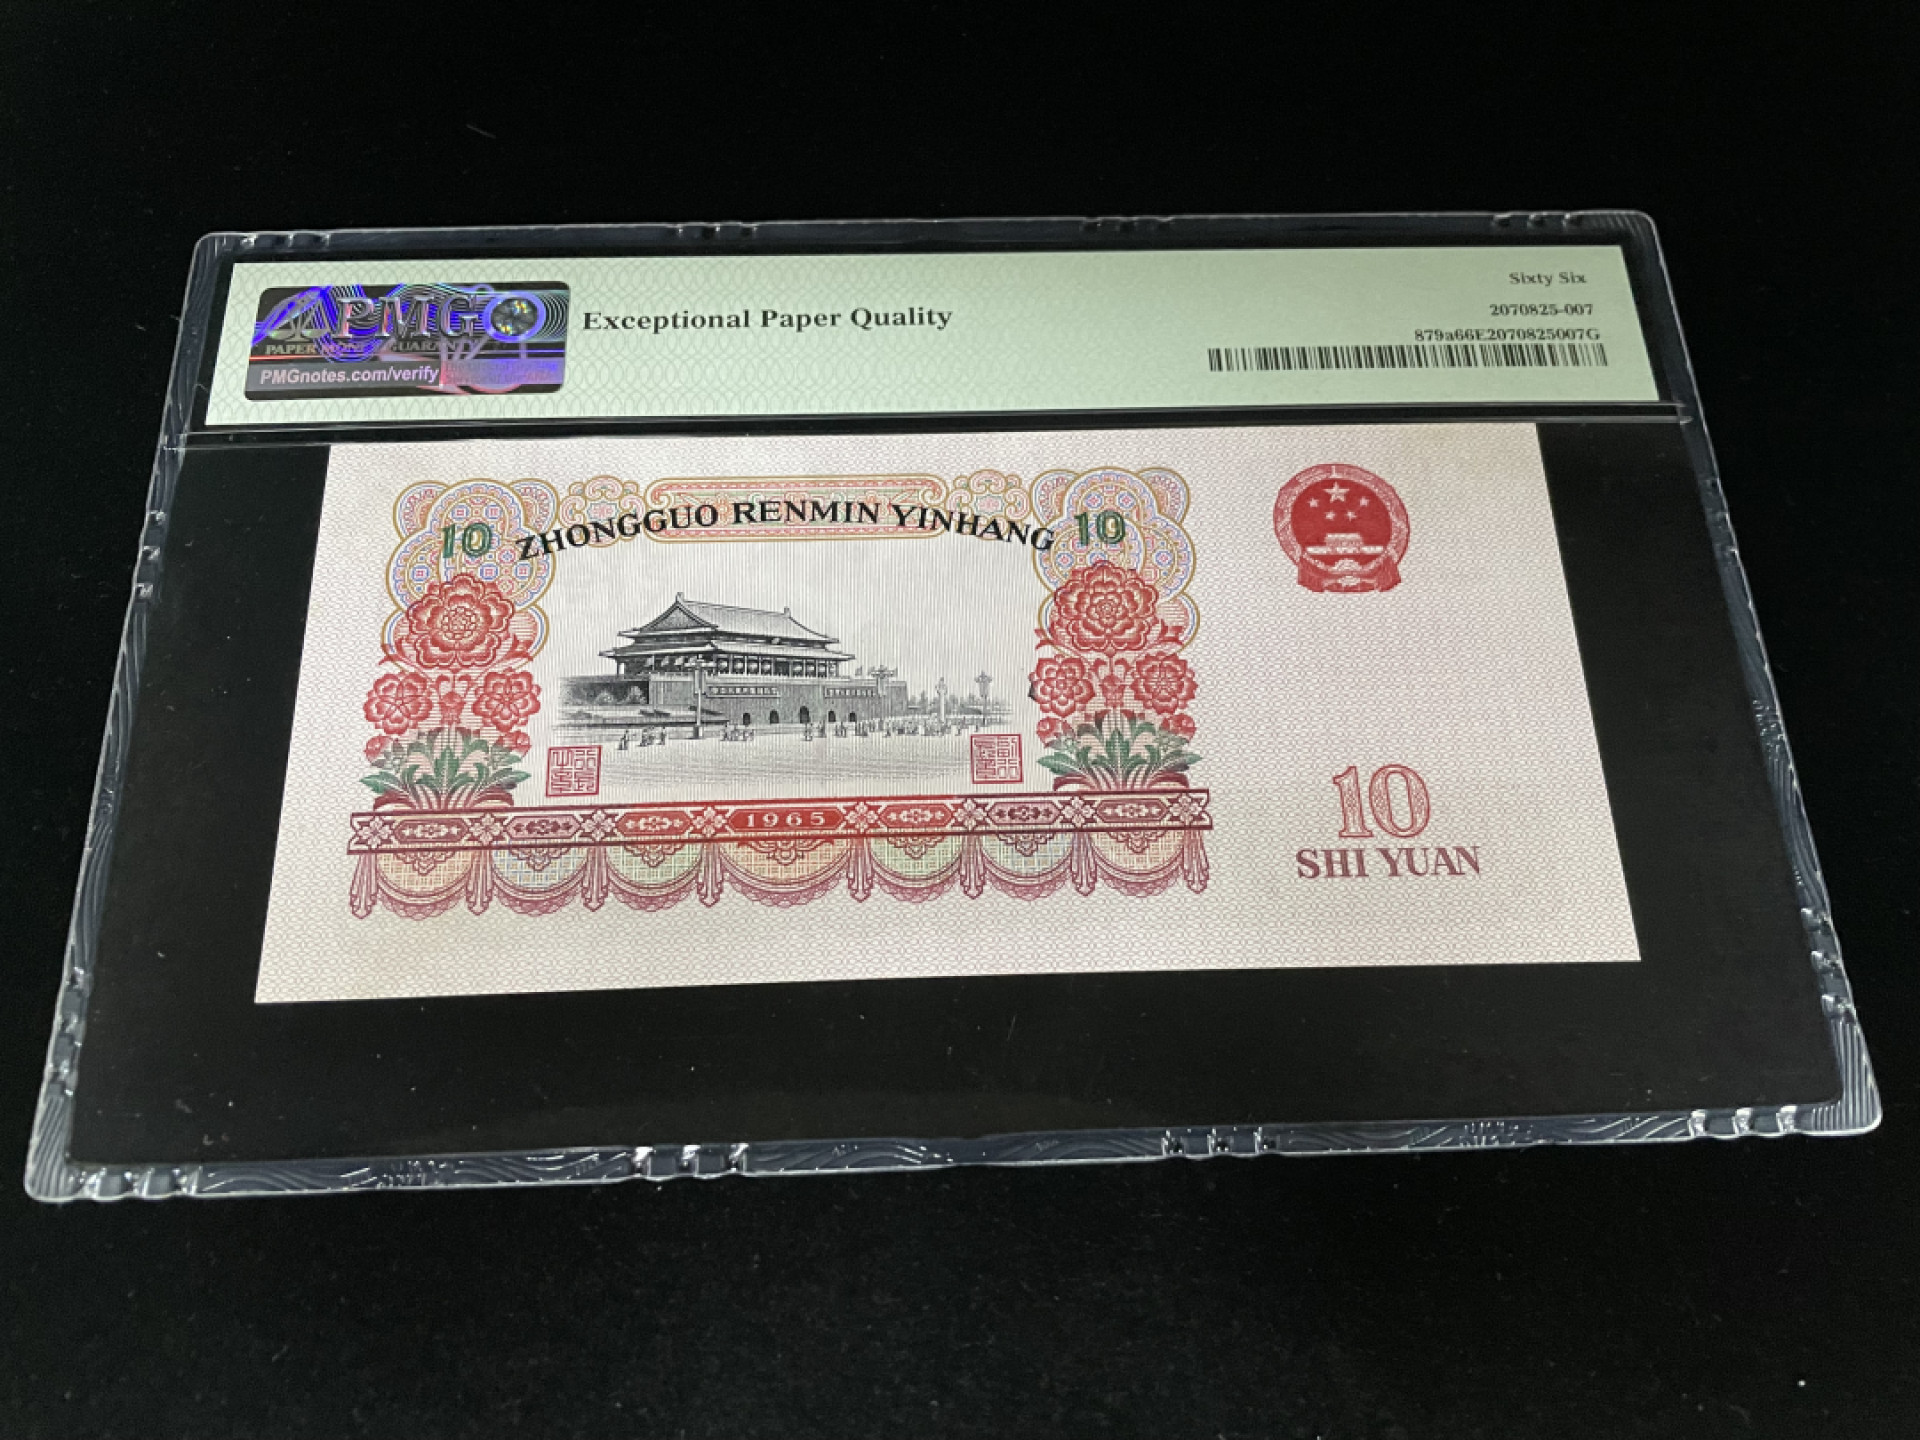 PMG
PAPER MONEY GUARANTY
PMGnotes.com/verify
Exceptional Paper Quality
Sixty Six
2070825-007
879a66E2070825007G
10 ZHONGGUO RENMIN YINHANG 10
1965
10
SHI YUAN